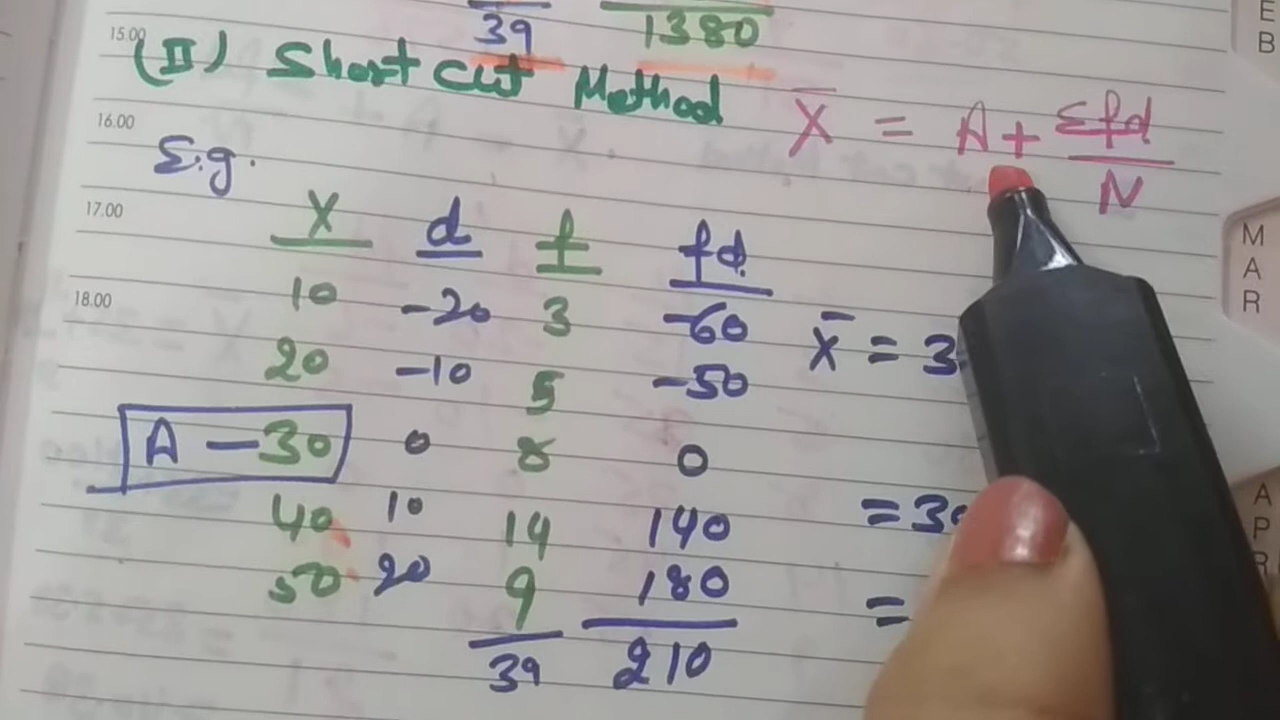 39 1380
15.00
(II) Short cut Method X̄ = A + Σfd / N
16.00
E.g.
17.00
X d f fd
18.00
10 -20 3 -60
20 -10 5 -50 X̄ = 3
A - 30 0 8 0
40 10 14 140 = 30
50 20 9 180 =
39 210
E
B
M
A
R
A
P
R